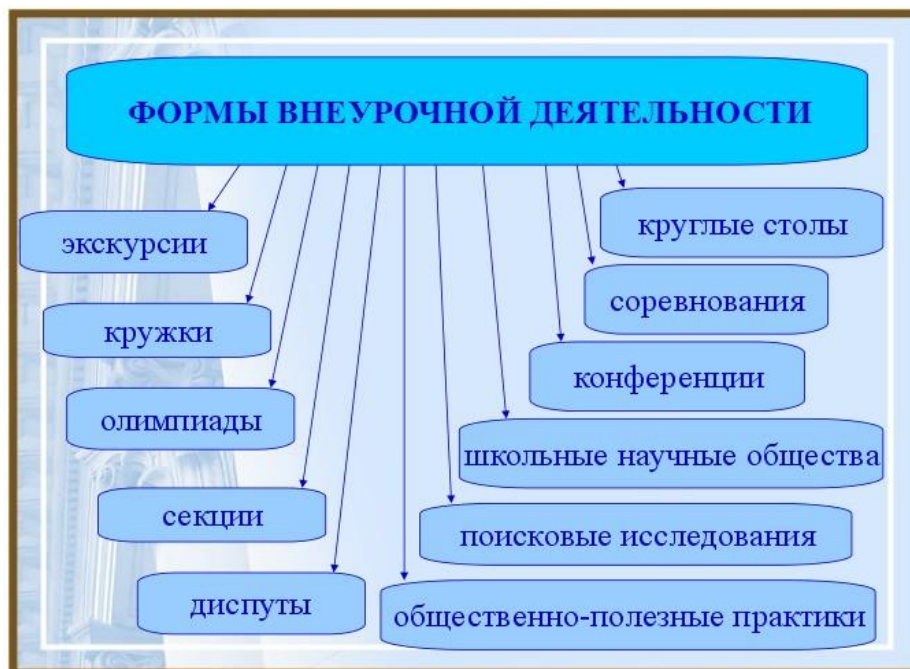 ФОРМЫ ВНЕУРОЧНОЙ ДЕЯТЕЛЬНОСТИ
экскурсии
кружки
олимпиады
секции
диспуты
круглые столы
соревнования
конференции
школьные научные общества
поисковые исследования
общественно-полезные практики